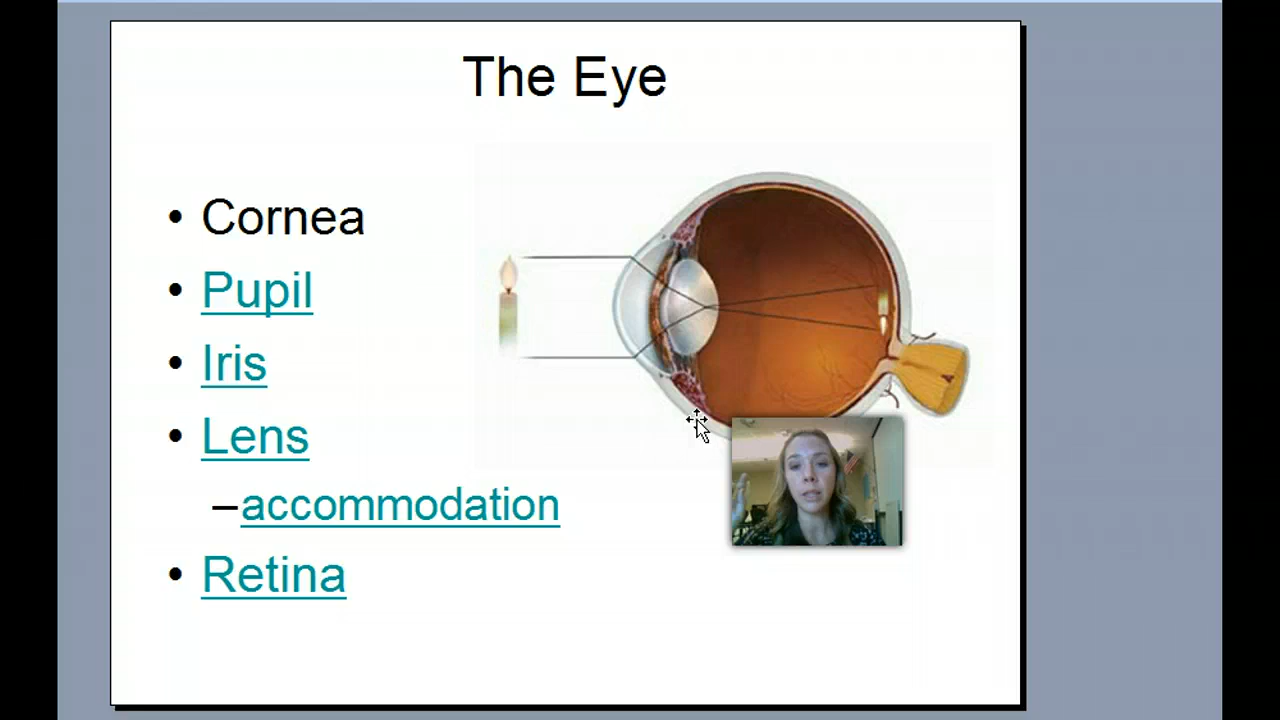 The Eye
• Cornea
• Pupil
• Iris
• Lens
–accommodation
• Retina